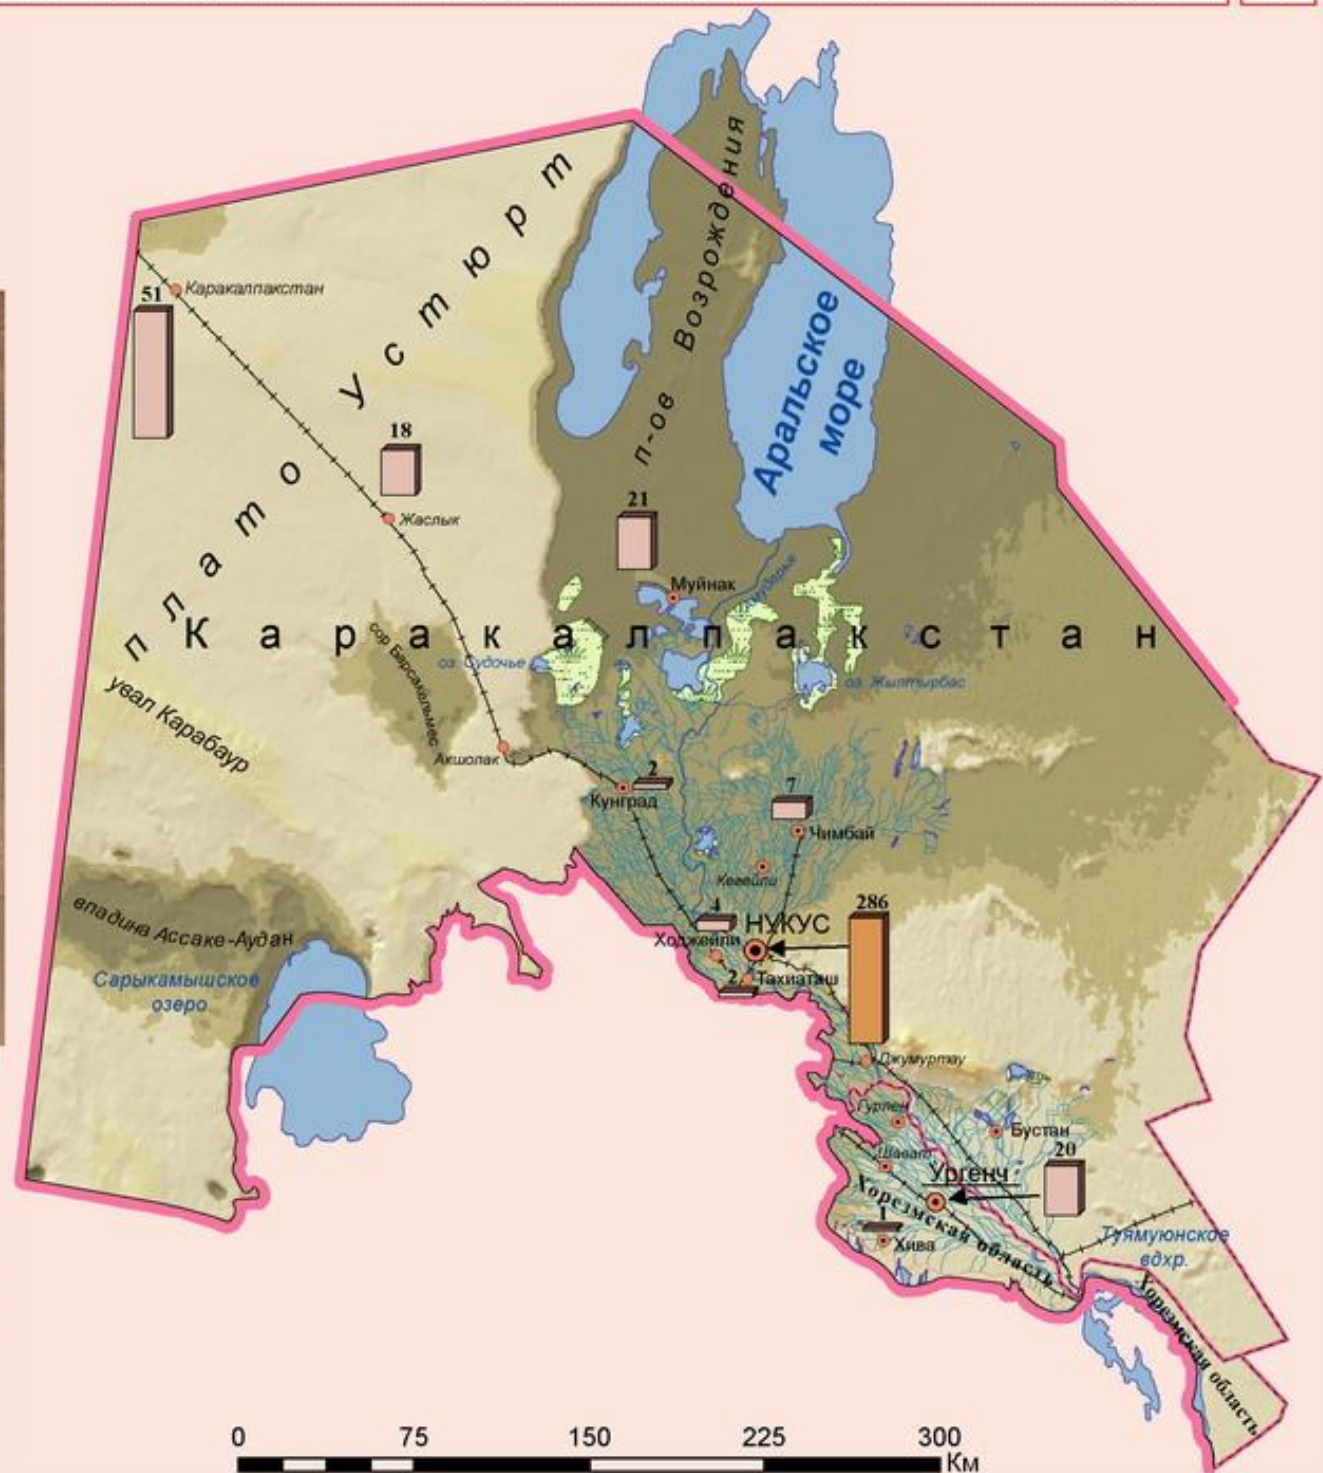 п-ов Возрождения
плато Устюрт
Каракалпакстан
51
Аральское
море
18
Жаслык
21
Муйнак
Каракалпакстан
оз. Судочье
оз. Жылтырбас
сор Барсакельмес
увал Карабаур
Акшолак
2
Кунград
7
Чимбай
Кегейли
286
4
НУКУС
Ходжейли
впадина Ассаке-Аудан
2
Тахиаташ
Сарыкамышское
озеро
Джумуртау
Гурлен
Бустан
Шават
20
Ургенч
Хорезмская область
1
Хива
Туямуюнское
вдхр.
Хорезмская область
0 75 150 225 300
Км